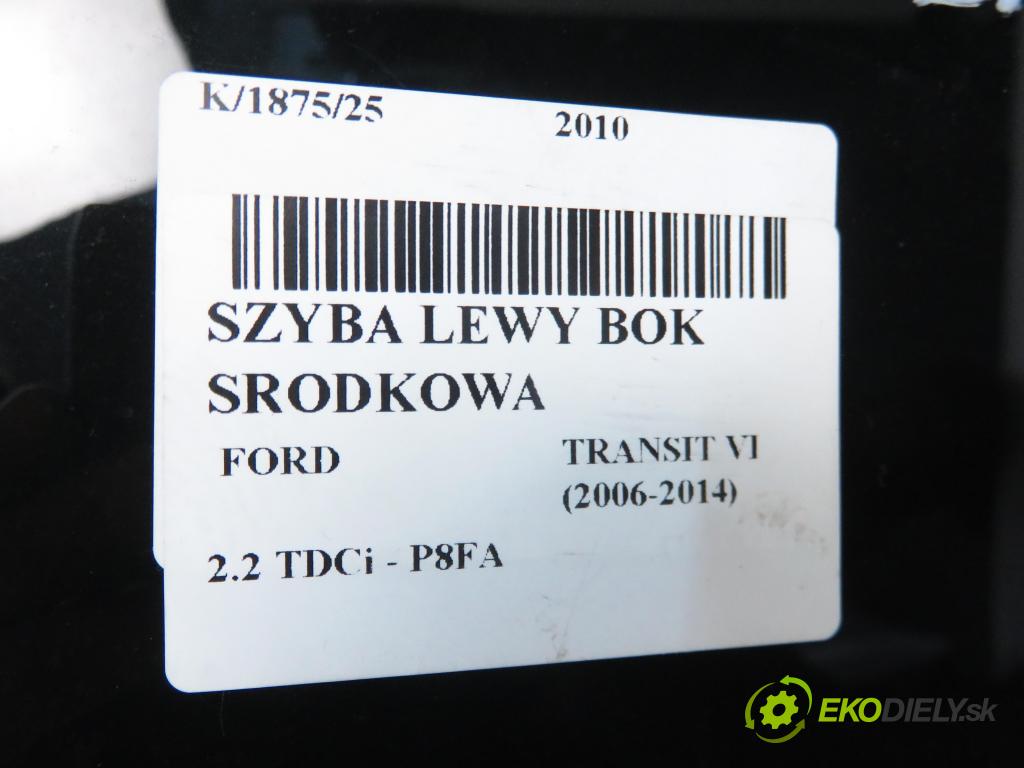 K/1875/25 2010
SZYBA LEWY BOK
SRODKOWA
FORD TRANSIT VI
(2006-2014)
2.2 TDCi - P8FA
EKODIELY.sk